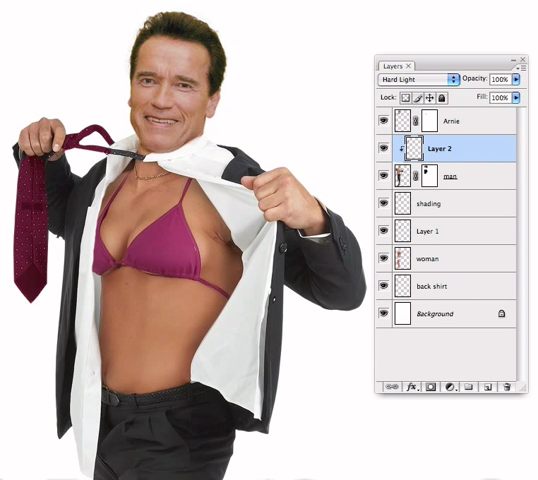 Layers ×
Hard Light Opacity: 100%
Lock: Fill: 100%
Arnie
Layer 2
man
shading
Layer 1
woman
back shirt
Background
fx